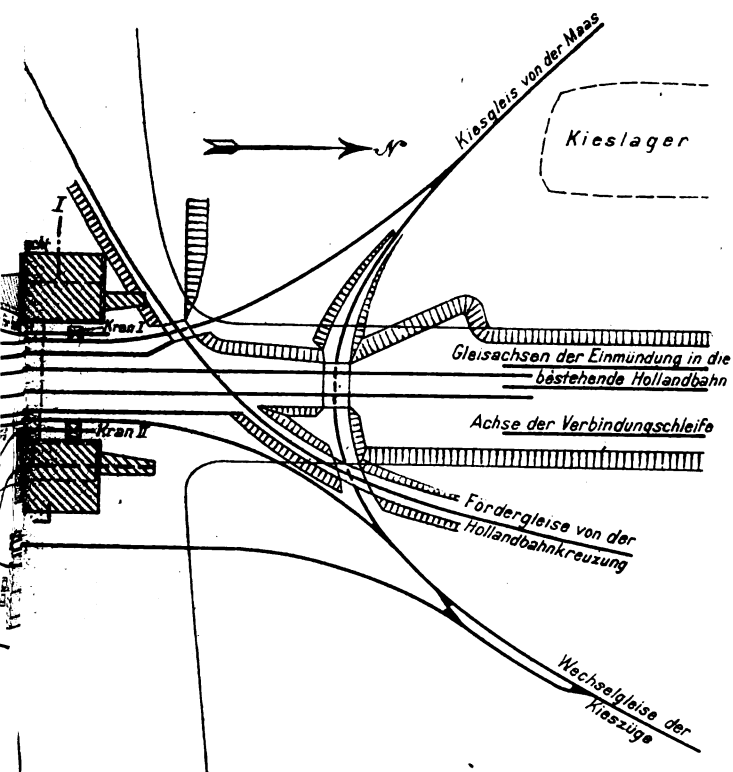 Kiesgleis von der Maas
Kieslager
N
I
Kran I
Gleisachsen der Einmündung in die
bestehende Hollandbahn
Achse der Verbindungschleife
Kran II
Fördergleise von der
Hollandbahnkreuzung
Wechselgleise der
Kieszüge